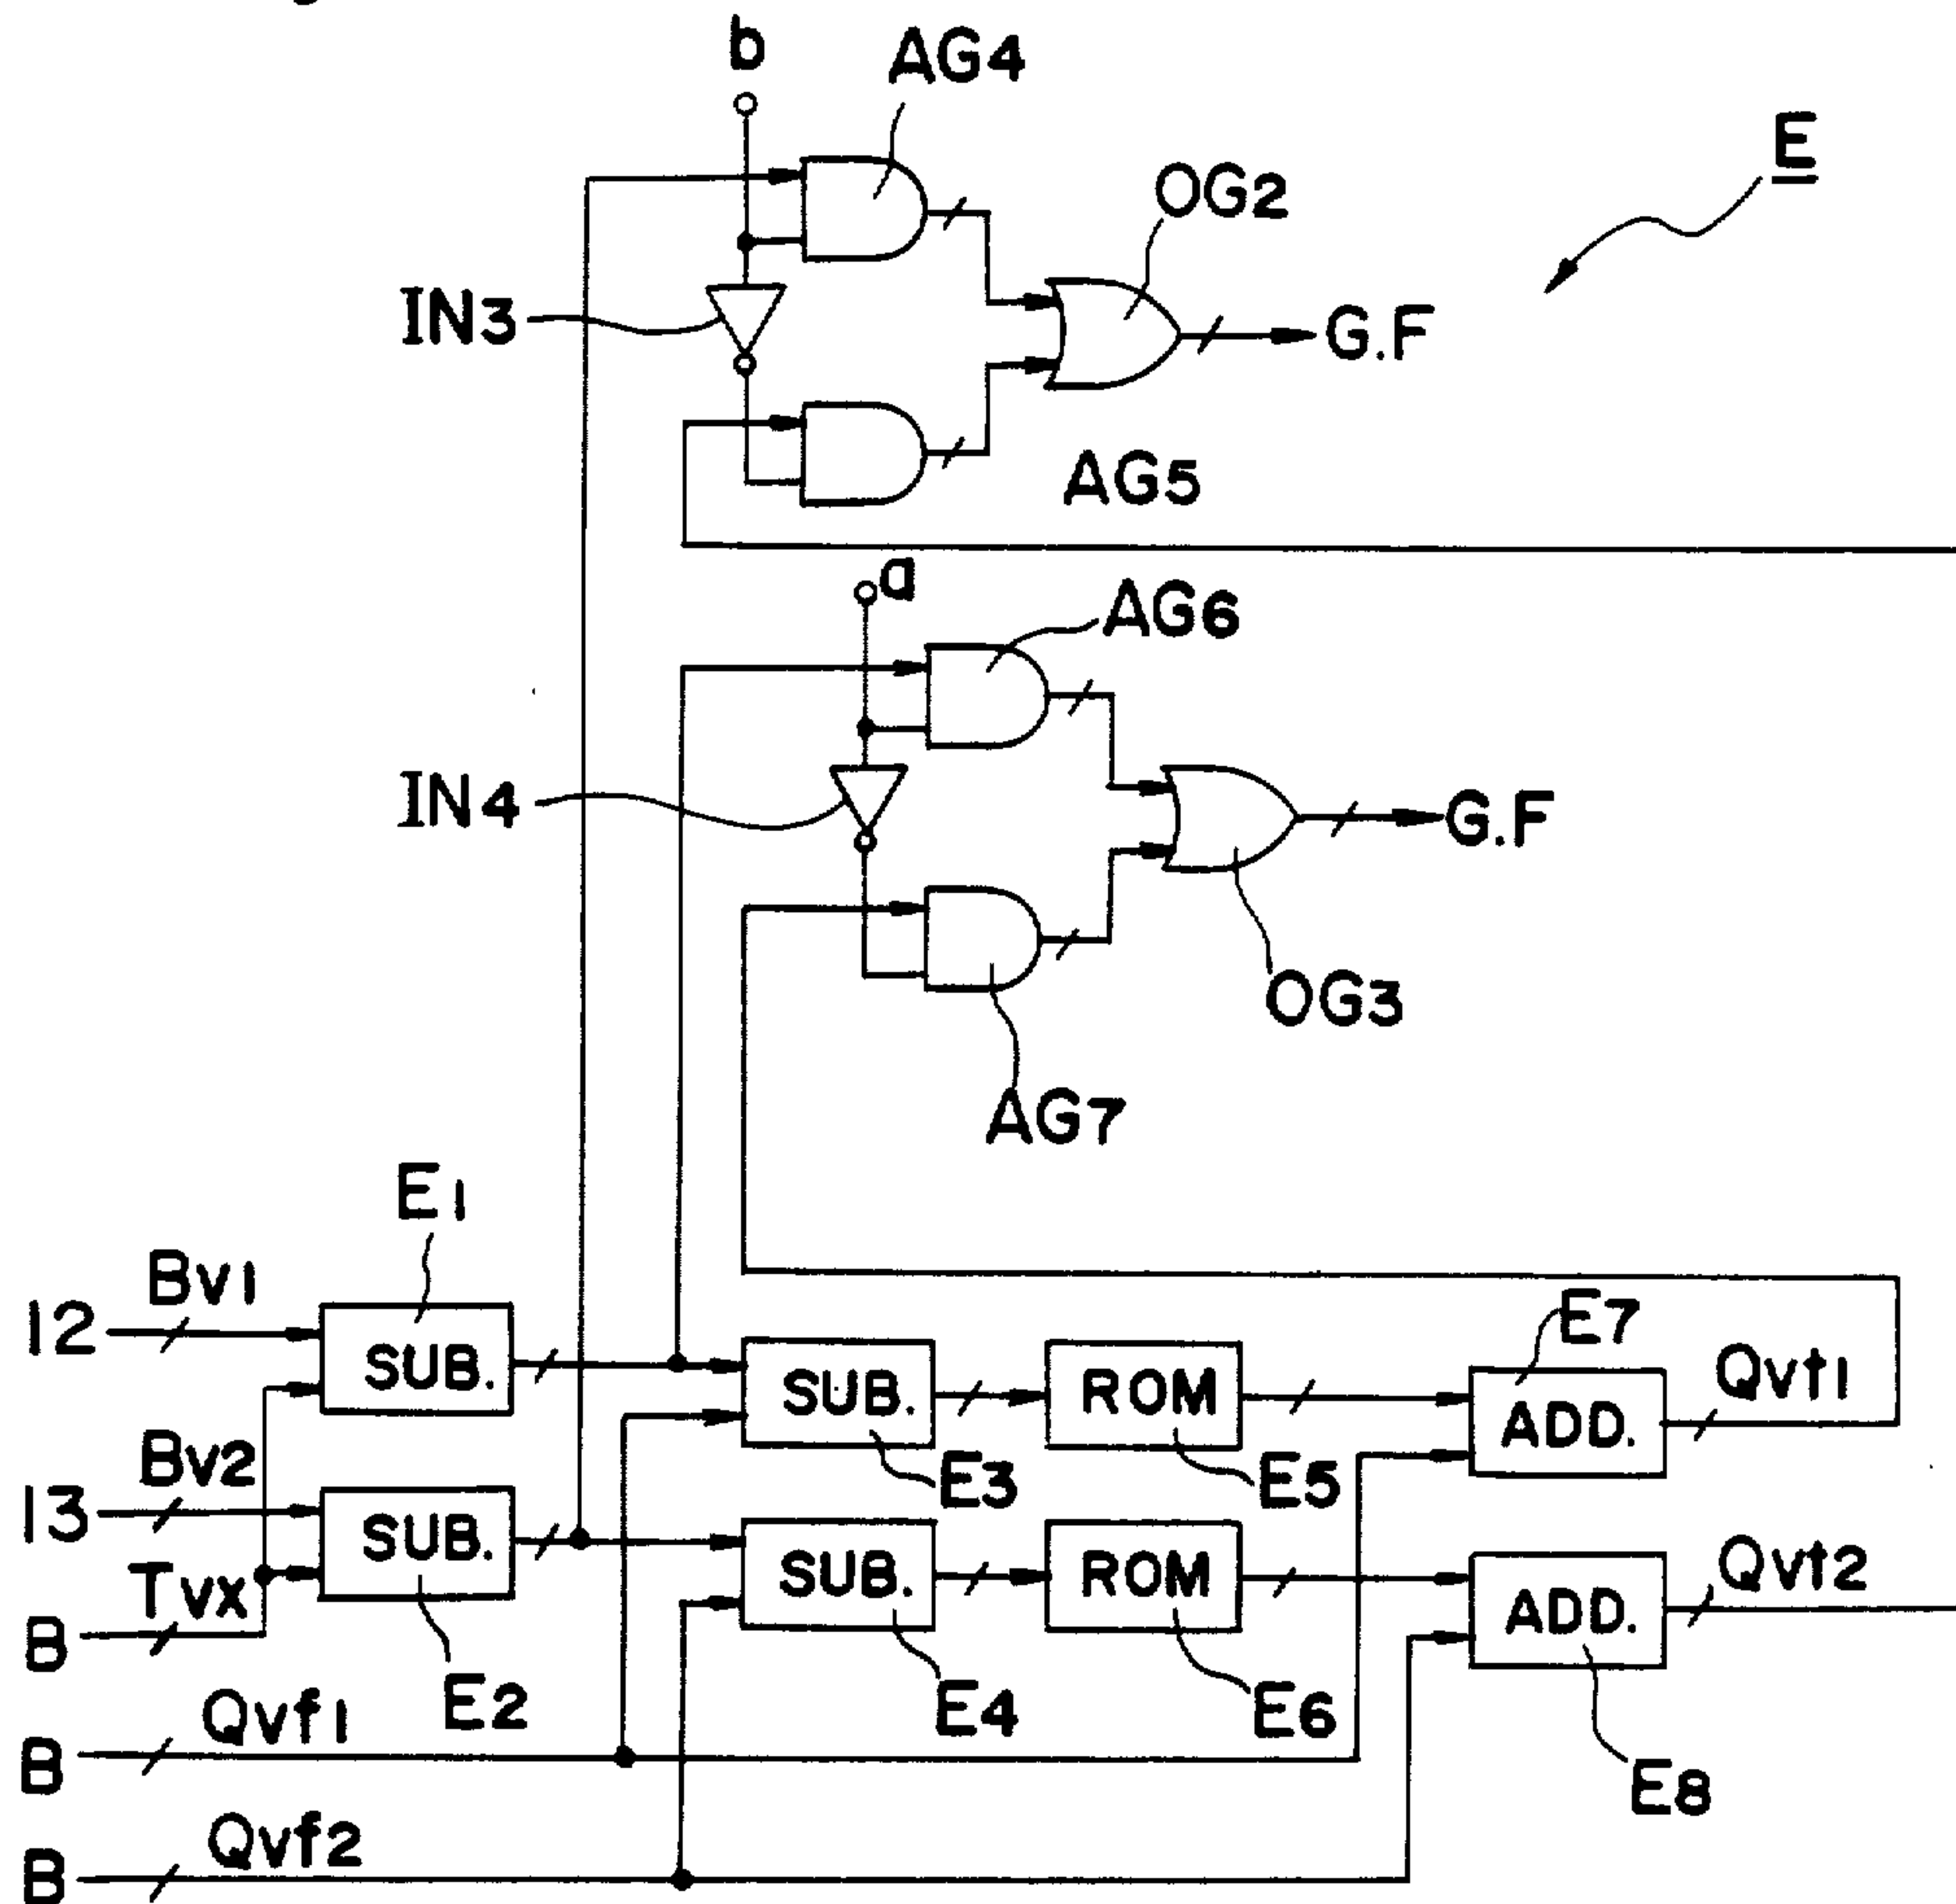 b
AG4
E
OG2
IN3
G.F
AG5
a
AG6
IN4
G.F
OG3
AG7
E1
Bv1
12
SUB.
E7
SUB.
ROM
ADD.
Qvt1
Bv2
E3
E5
13
SUB.
SUB.
ROM
ADD.
Qvt2
Tvx
B
E2
E4
E6
Qvf1
B
E8
Qvf2
B